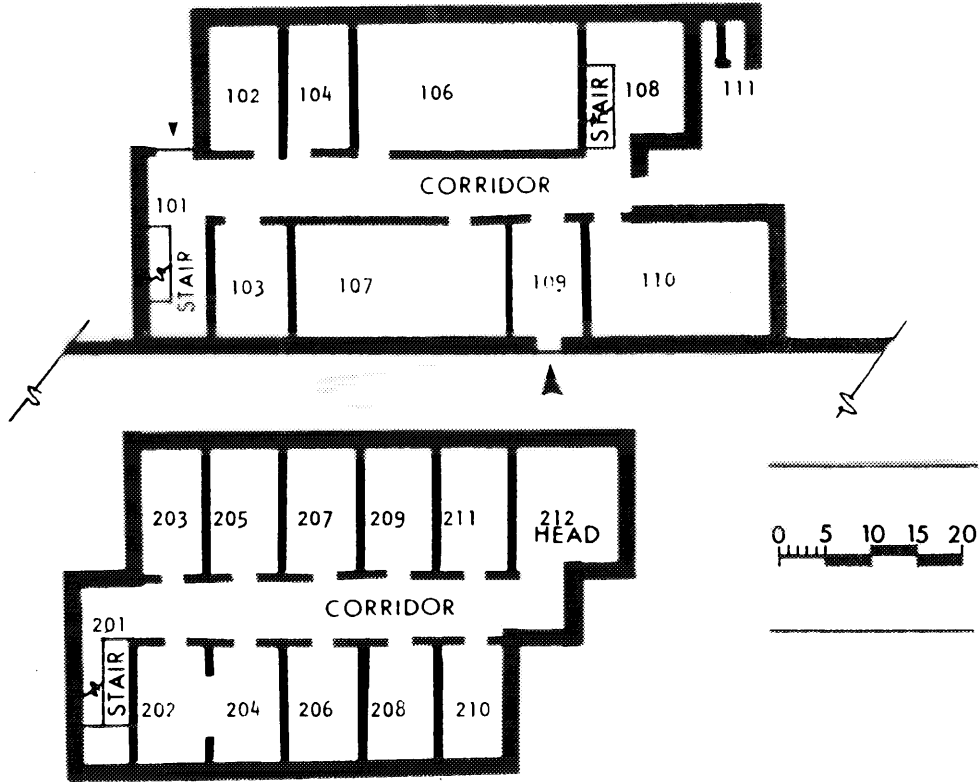 102 104 106 STAIR 108 111
CORRIDOR
101
STAIR 103 107 109 110
203 205 207 209 211 212
HEAD
0 5 10 15 20
CORRIDOR
201
STAIR 202 204 206 208 210